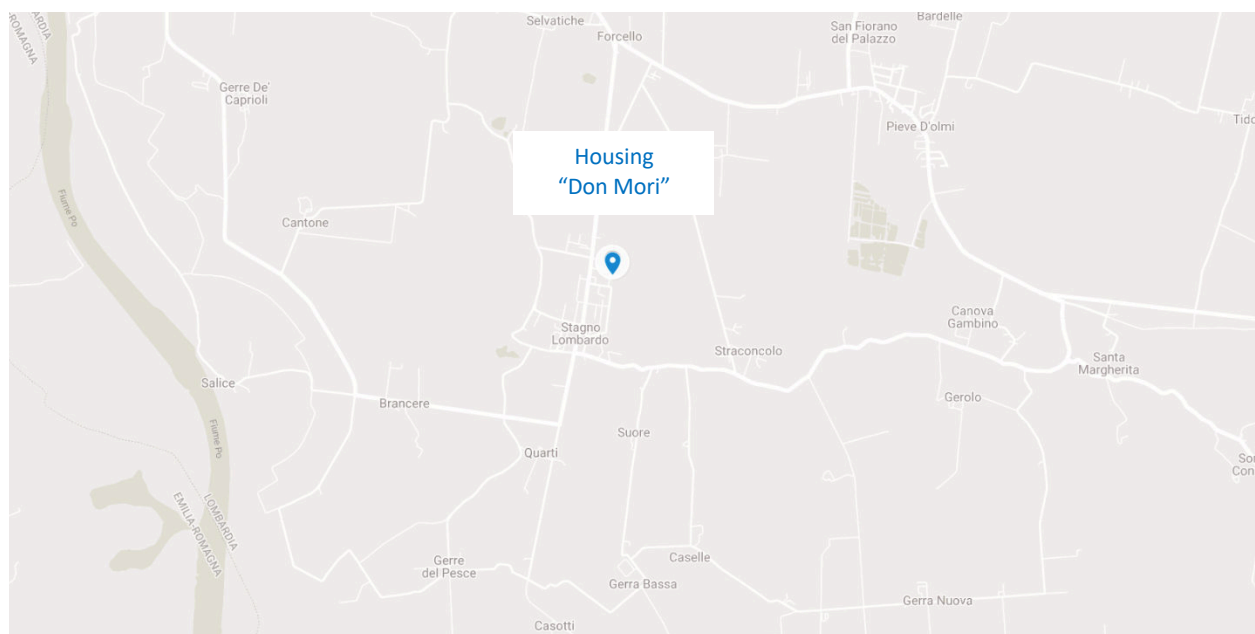 LOMBARDIA
ROMAGNA
Selvatiche
Forcello
San Fiorano
del Palazzo
Bardelle
Gerre De'
Caprioli
Pieve D'olmi
Housing
“Don Mori”
Fiume Po
Cantone
Stagno
Lombardo
Straconcolo
Canova
Gambino
Santa
Margherita
Salice
Brancere
Gerolo
Fiume Po
Suore
Quarti
LOMBARDIA
EMILIA-ROMAGNA
Gerre
del Pesce
Caselle
Gerra Bassa
Gerra Nuova
Casotti